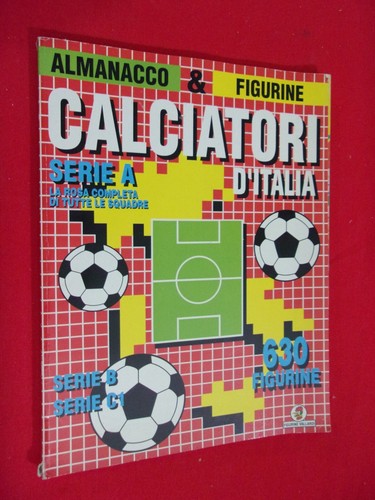 ALMANACCO & FIGURINE
CALCIATORI
D'ITALIA
SERIE A
LA ROSA COMPLETA
DI TUTTE LE SQUADRE
630
FIGURINE
SERIE B
SERIE C1